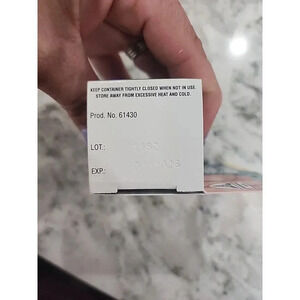 KEEP CONTAINER TIGHTLY CLOSED WHEN NOT IN USE
STORE AWAY FROM EXCESSIVE HEAT AND COLD.
Prod. No. 61430
LOT:
EXP.: